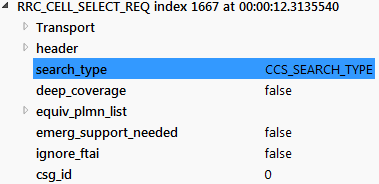 RRC_CELL_SELECT_REQ index 1667 at 00:00:12.3135540
Transport
header
search_type CCS_SEARCH_TYPE
deep_coverage false
equiv_plmn_list
emerg_support_needed false
ignore_ftai false
csg_id 0